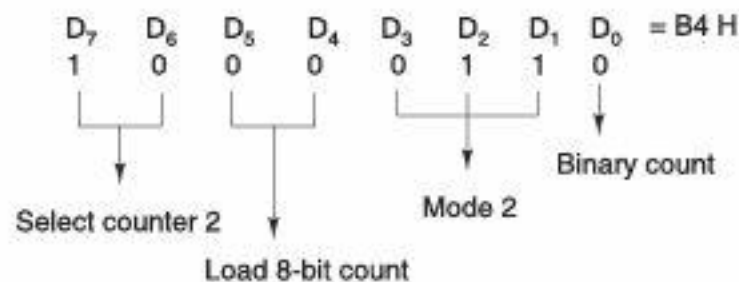 D₇ D₆ D₅ D₄ D₃ D₂ D₁ D₀ = B4 H
1 0 0 0 0 1 1 0
Binary count
Select counter 2
Mode 2
Load 8-bit count